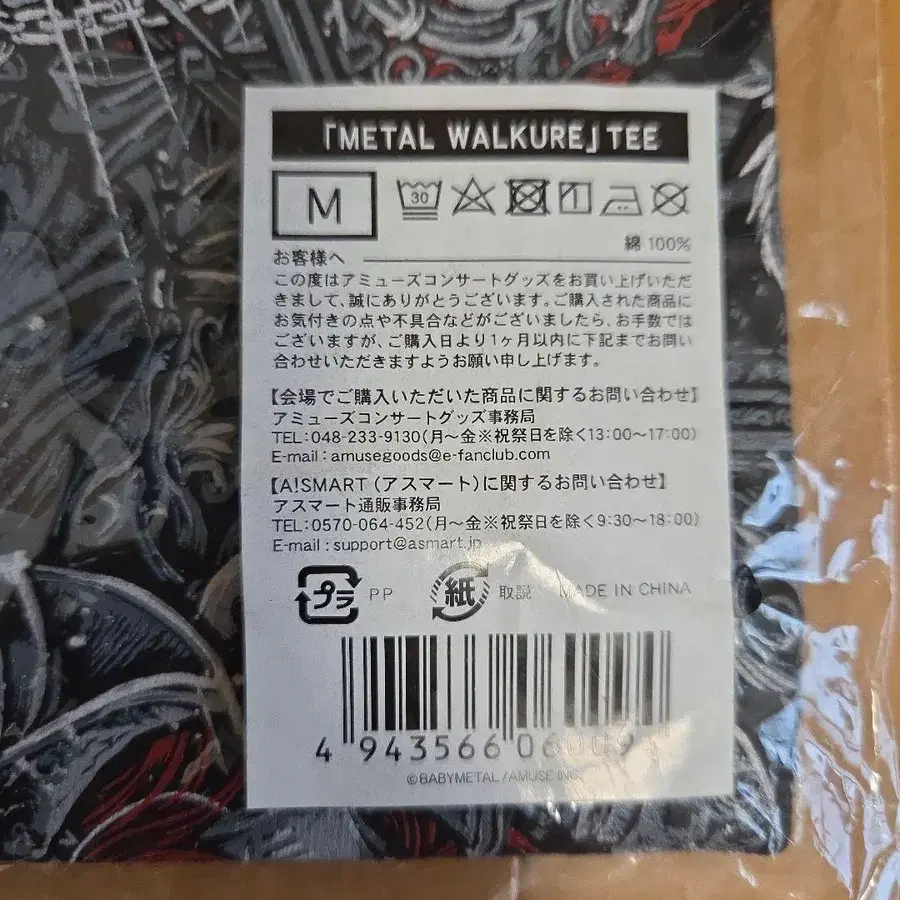 「METAL WALKURE」TEE
M
30
綿 100%
お客様へ
この度はアミューズコンサートグッズをお買い上げいただ
きまして、誠にありがとうございます。ご購入された商品に
お気付きの点や不具合などがございましたら、お手数では
ございますが、ご購入日より1ヶ月以内に下記までお問い
合わせいただきますようお願い申し上げます。
【会場でご購入いただいた商品に関するお問い合わせ】
アミューズコンサートグッズ事務局
TEL:048-233-9130(月〜金※祝祭日を除く13:00〜17:00)
E-mail : amusegoods@e-fanclub.com
【A!SMART(アスマート)に関するお問い合わせ】
アスマート通販事務局
TEL:0570-064-452(月〜金※祝祭日を除く9:30〜18:00)
E-mail : support@asmart.jp
プラ PP 紙 取説 MADE IN CHINA
4 943566
©BABYMETAL / AMUSE INC.